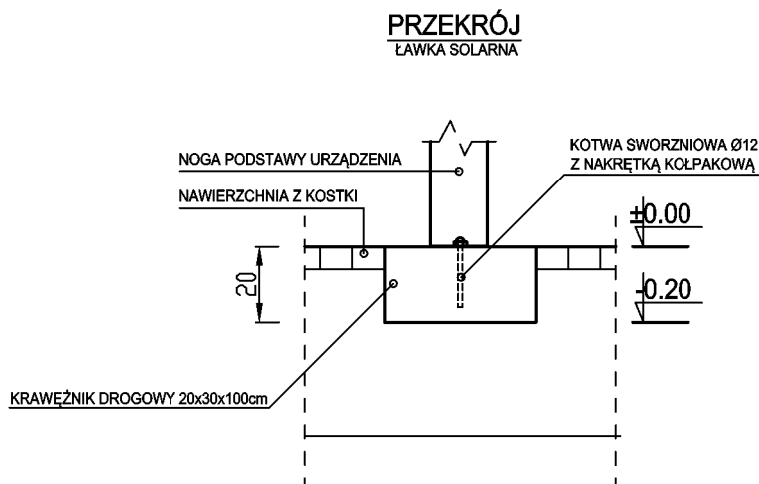 PRZEKRÓJ
ŁAWKA SOLARNA
NOGA PODSTAWY URZĄDZENIA
KOTWA SWORZNIOWA Ø12
Z NAKRĘTKĄ KOŁPAKOWĄ
NAWIERZCHNIA Z KOSTKI
±0.00
20
-0.20
KRAWĘŻNIK DROGOWY 20x30x100cm